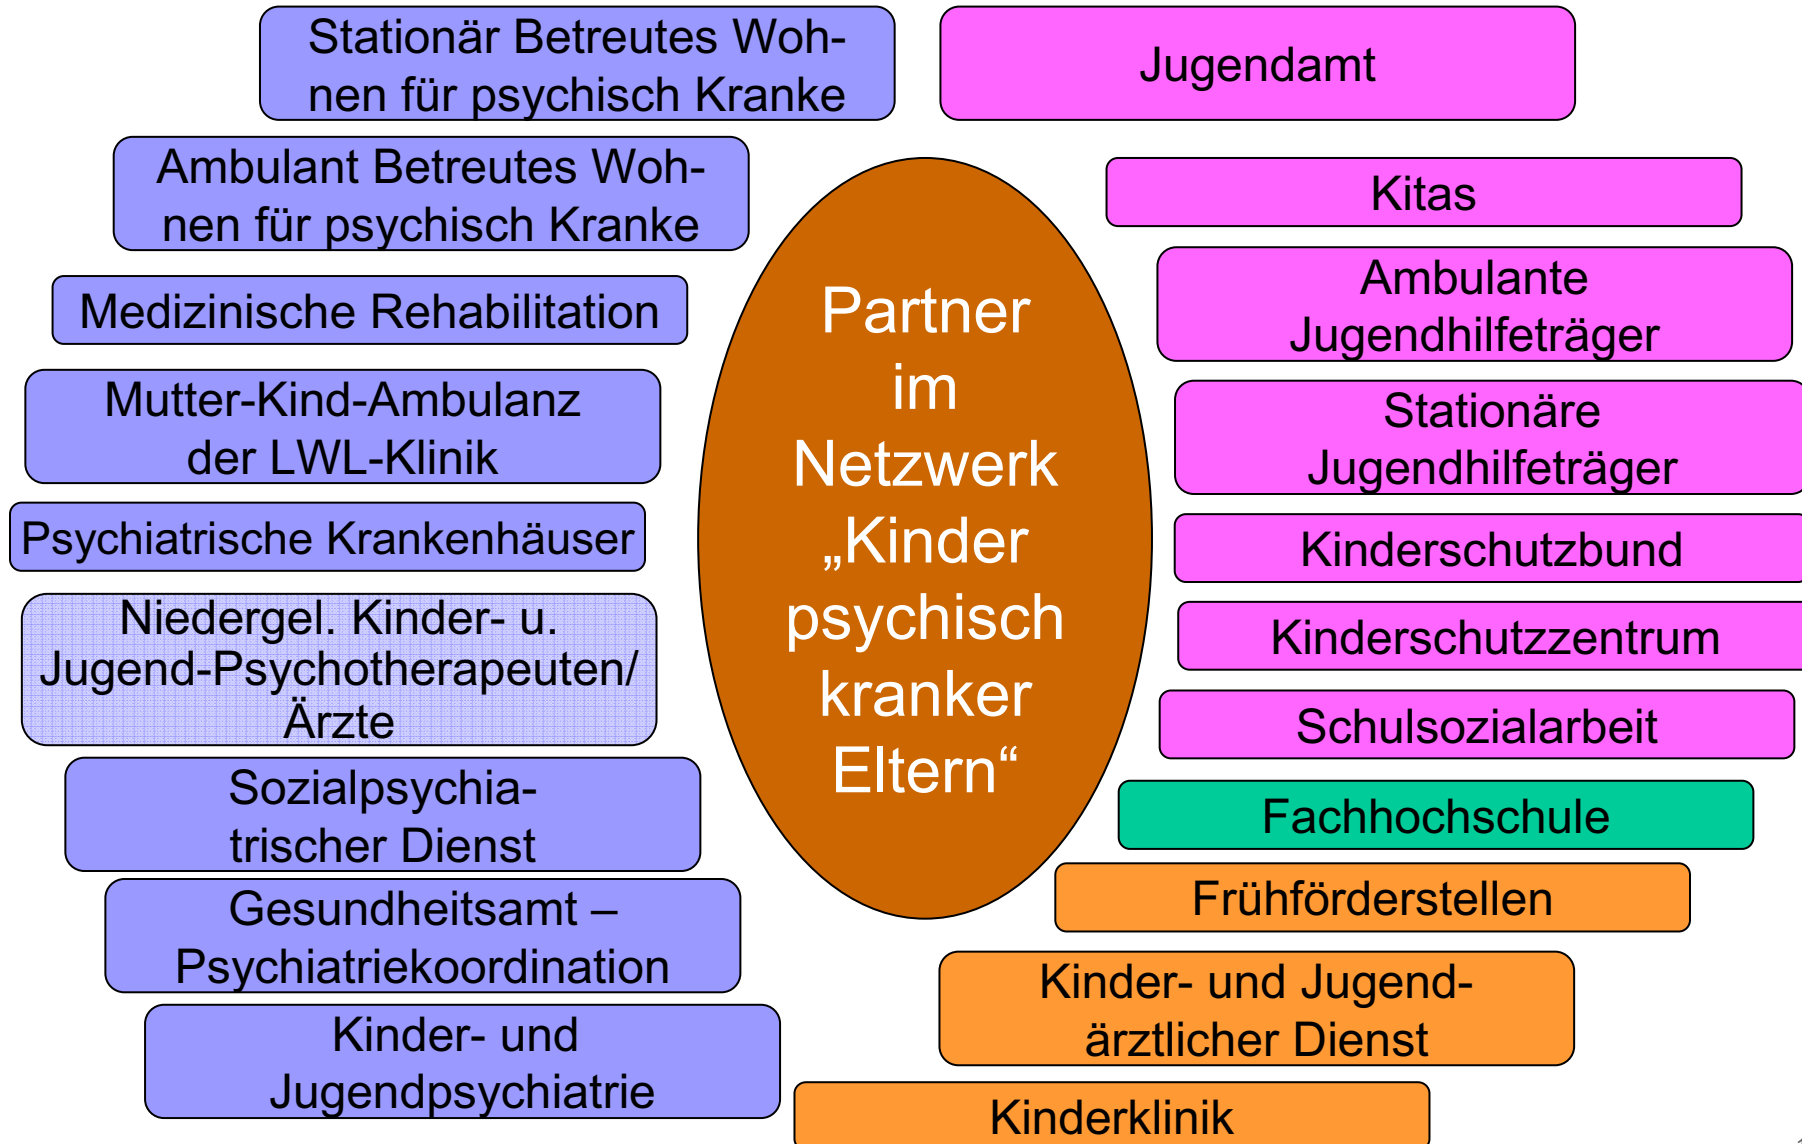 Stationär Betreutes Woh-
nen für psychisch Kranke
Ambulant Betreutes Woh-
nen für psychisch Kranke
Medizinische Rehabilitation
Mutter-Kind-Ambulanz
der LWL-Klinik
Psychiatrische Krankenhäuser
Niedergel. Kinder- u.
Jugend-Psychotherapeuten/
Ärzte
Sozialpsychia-
trischer Dienst
Gesundheitsamt –
Psychiatriekoordination
Kinder- und
Jugendpsychiatrie
Partner
im
Netzwerk
„Kinder
psychisch
kranker
Eltern“
Jugendamt
Kitas
Ambulante
Jugendhilfeträger
Stationäre
Jugendhilfeträger
Kinderschutzbund
Kinderschutzzentrum
Schulsozialarbeit
Fachhochschule
Frühförderstellen
Kinder- und Jugend-
ärztlicher Dienst
Kinderklinik